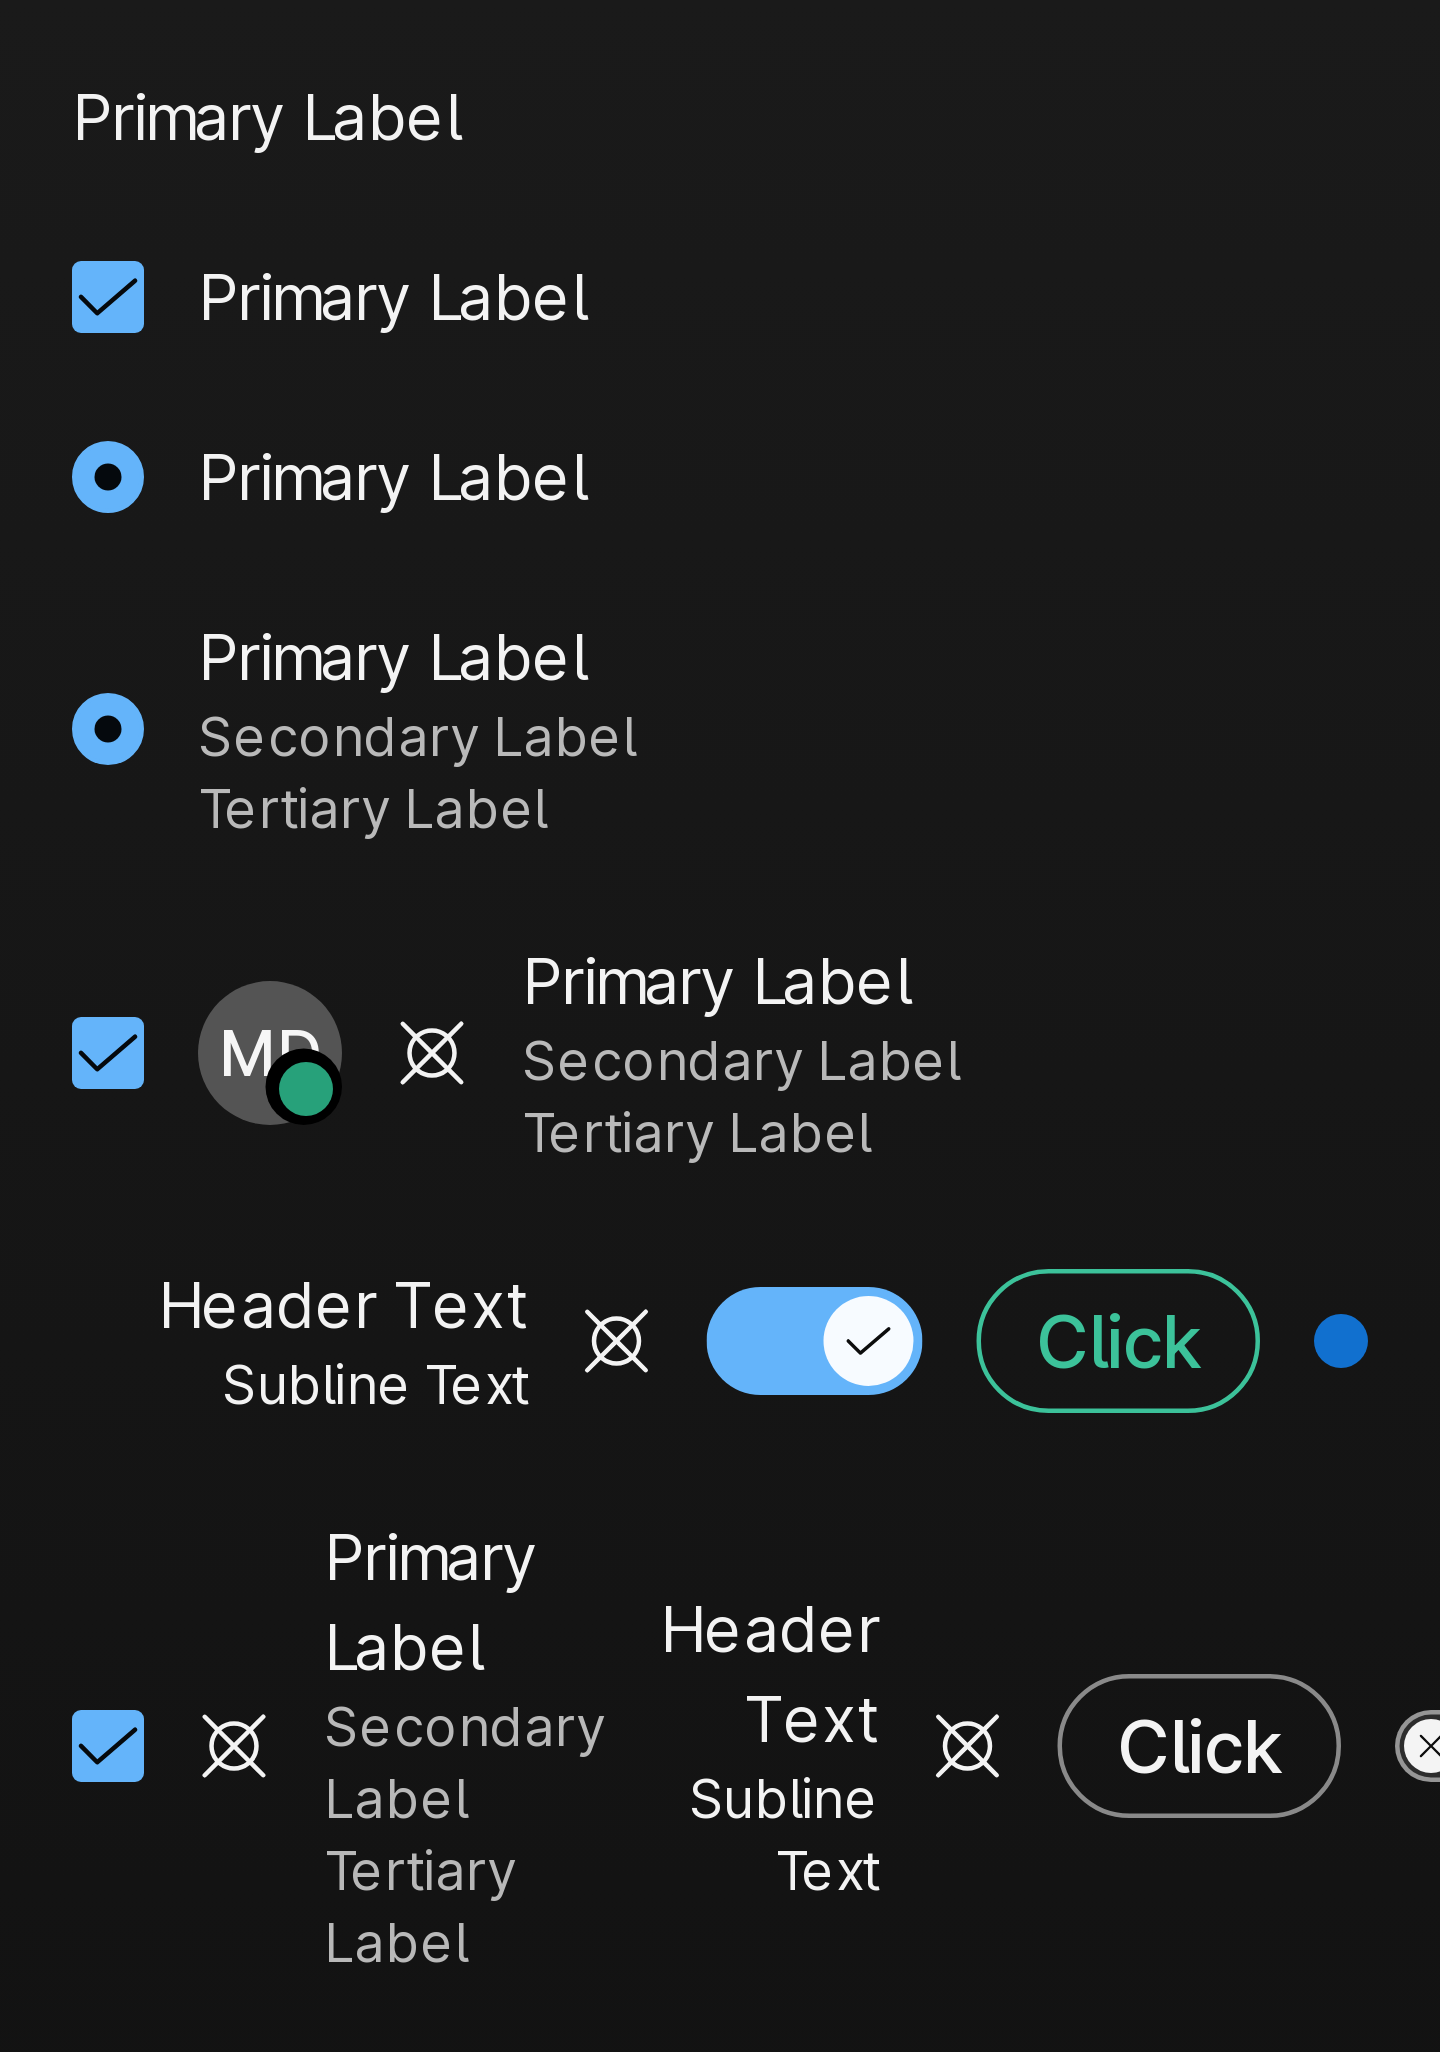 Primary Label
Primary Label
Primary Label
Primary Label
Secondary Label
Tertiary Label
MD
Primary Label
Secondary Label
Tertiary Label
Header Text
Subline Text
Click
Primary
Label
Secondary
Label
Tertiary
Label
Header
Text
Subline
Text
Click